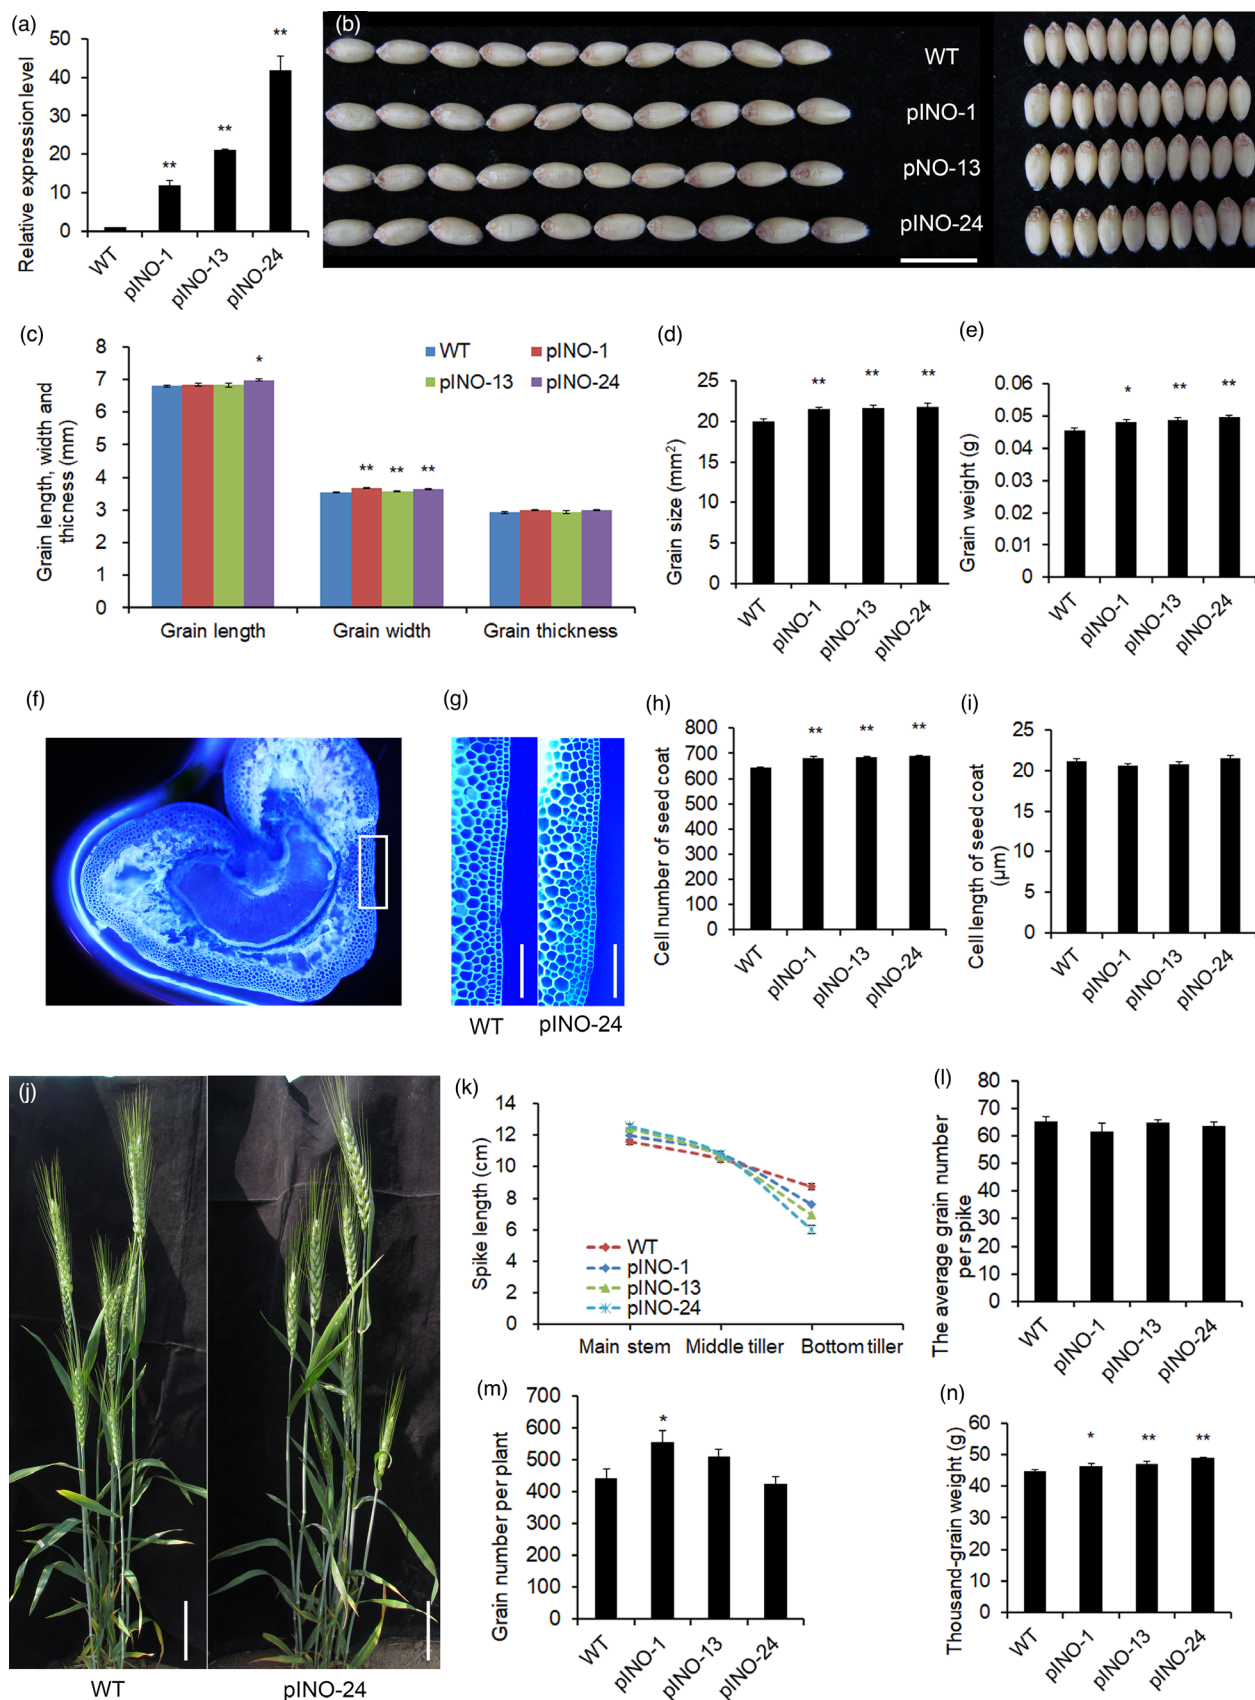 (a)
Relative expression level
50
40
30
20
10
0
**
**
**
WT
pINO-1
pINO-13
pINO-24
(b)
WT
pINO-1
pNO-13
pINO-24
(c)
Grain length, width and
thicness (mm)
8
7
6
5
4
3
2
1
0
WT
pINO-1
pINO-13
pINO-24
*
** ** **
Grain length
Grain width
Grain thickness
(d)
Grain size (mm²)
25
20
15
10
5
0
** ** **
WT
pINO-1
pINO-13
pINO-24
(e)
Grain weight (g)
0.06
0.05
0.04
0.03
0.02
0.01
0
* ** **
WT
pINO-1
pINO-13
pINO-24
(f)
(g)
WT
pINO-24
(h)
Cell number of seed coat
800
700
600
500
400
300
200
100
0
** ** **
WT
pINO-1
pINO-13
pINO-24
(i)
Cell length of seed coat
(µm)
25
20
15
10
5
0
WT
pINO-1
pINO-13
pINO-24
(j)
WT
pINO-24
(k)
Spike length (cm)
14
12
10
8
6
4
2
0
WT
pINO-1
pINO-13
pINO-24
Main stem
Middle tiller
Bottom tiller
(l)
The average grain number
per spike
80
70
60
50
40
30
20
10
0
WT
pINO-1
pINO-13
pINO-24
(m)
Grain number per plant
700
600
500
400
300
200
100
0
*
WT
pINO-1
pINO-13
pINO-24
(n)
Thousand-grain weight (g)
60
50
40
30
20
10
0
* ** **
WT
pINO-1
pINO-13
pINO-24